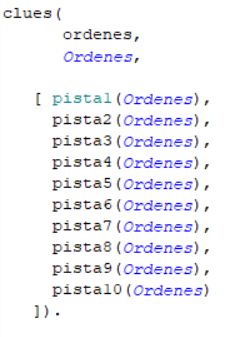 clues(
ordenes,
Ordenes,
[ pista1(Ordenes),
pista2(Ordenes),
pista3(Ordenes),
pista4(Ordenes),
pista5(Ordenes),
pista6(Ordenes),
pista7(Ordenes),
pista8(Ordenes),
pista9(Ordenes),
pista10(Ordenes)
]).